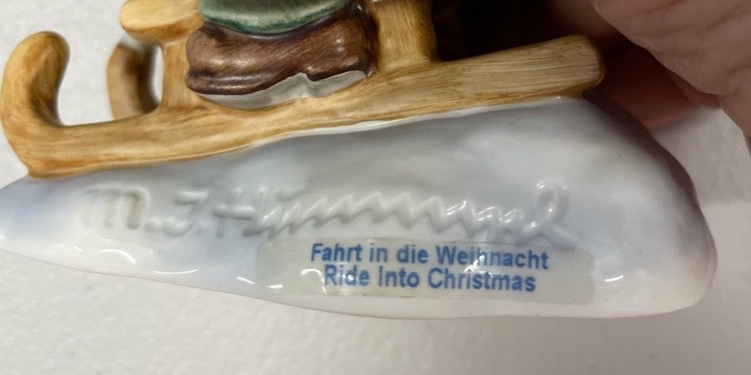 M.J. Hummel
Fahrt in die Weihnacht
Ride Into Christmas